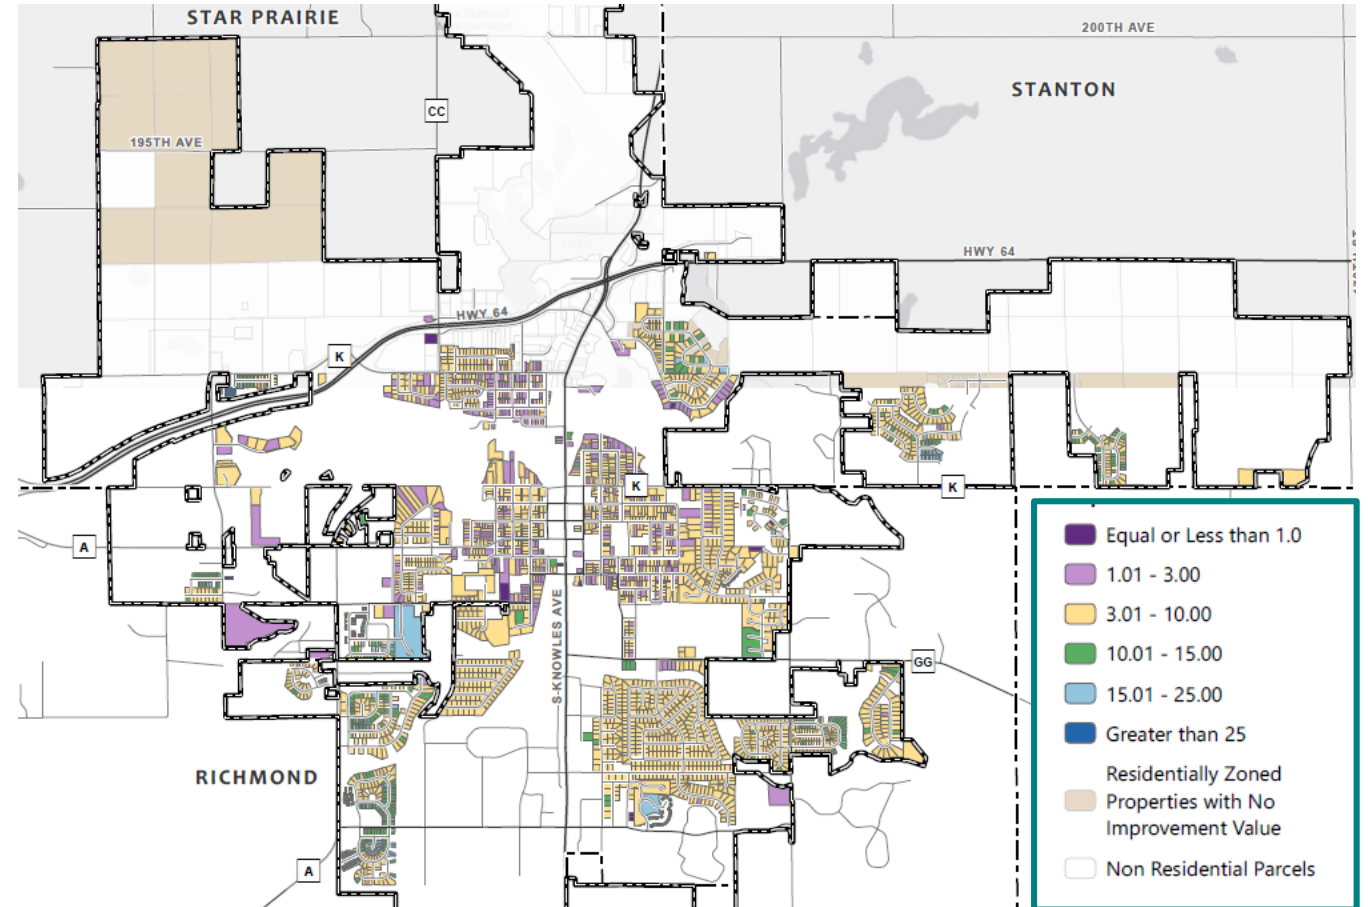 STAR PRAIRIE
200TH AVE
STANTON
CC
195TH AVE
HWY 64
HWY 64
K
K
K
A
S-KNOWLES AVE
GG
RICHMOND
A
Equal or Less than 1.0
1.01 - 3.00
3.01 - 10.00
10.01 - 15.00
15.01 - 25.00
Greater than 25
Residentially Zoned
Properties with No
Improvement Value
Non Residential Parcels